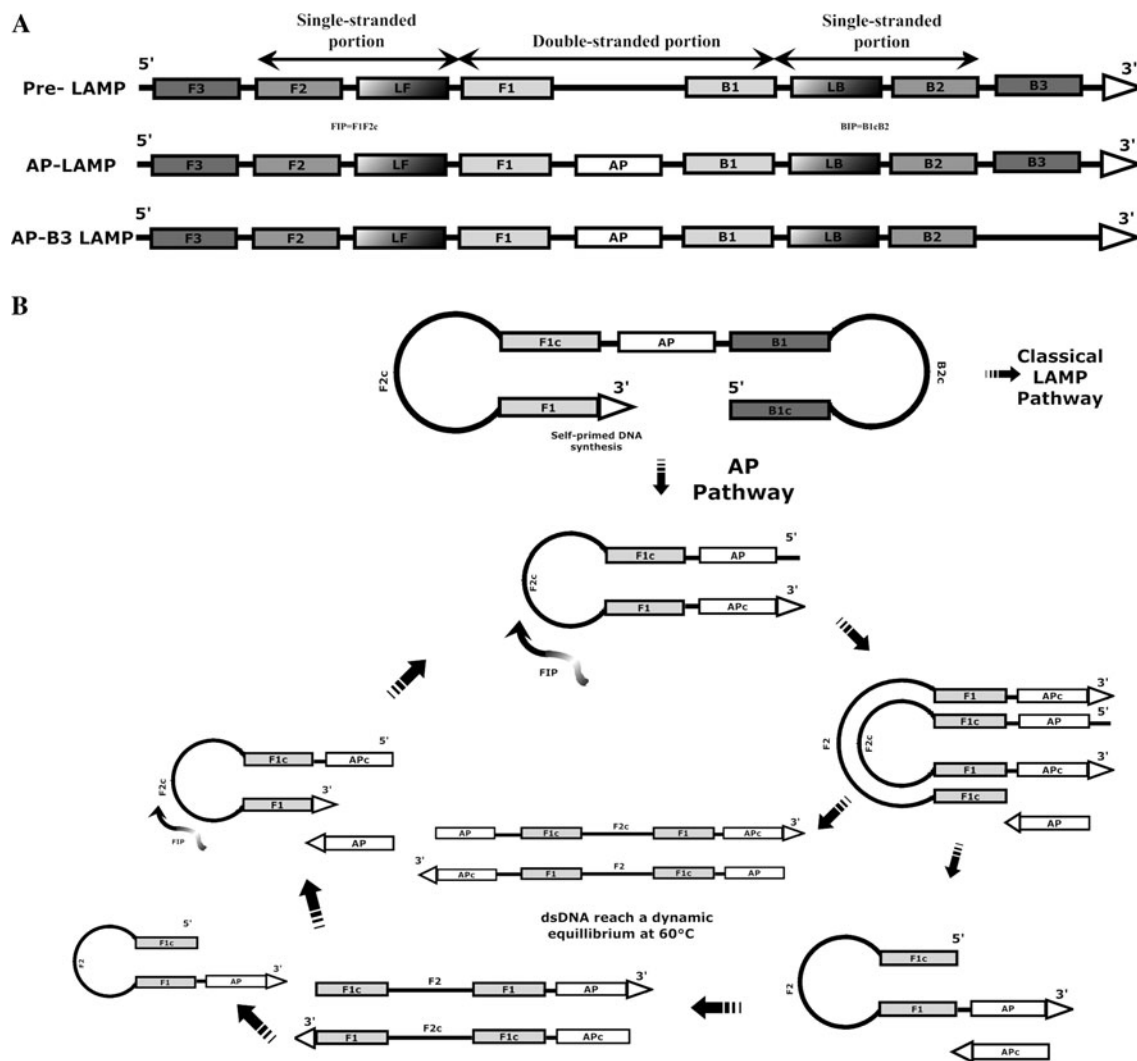 A
Single-stranded
portion
Double-stranded portion
Single-stranded
portion
5'
3'
Pre- LAMP
F3 F2 LF F1 B1 LB B2 B3
FIP=F1F2c
BIP=B1cB2
5'
3'
AP-LAMP
F3 F2 LF F1 AP B1 LB B2 B3
5'
3'
AP-B3 LAMP
F3 F2 LF F1 AP B1 LB B2
B
F1c AP B1
F2c
B2c
3'
5'
F1
B1c
Self-primed DNA
synthesis
Classical
LAMP
Pathway
AP
Pathway
5'
F1c AP
F2c
3'
F1 APc
FIP
3'
F1 APc
5'
F1c AP
F2
F2c
3'
F1 APc
F1c
AP
5'
F1c APc
F2c
3'
F1
FIP
AP
F2c
3'
AP F1c F1 APc
3'
F2
APc F1 F1c AP
dsDNA reach a dynamic
equillibrium at 60°C
5'
F1c
F2
3'
F1 AP
F2
3'
F1c F1 AP
3'
F2c
F1 F1c APc
5'
F1c
F2
3'
F1 AP
APc